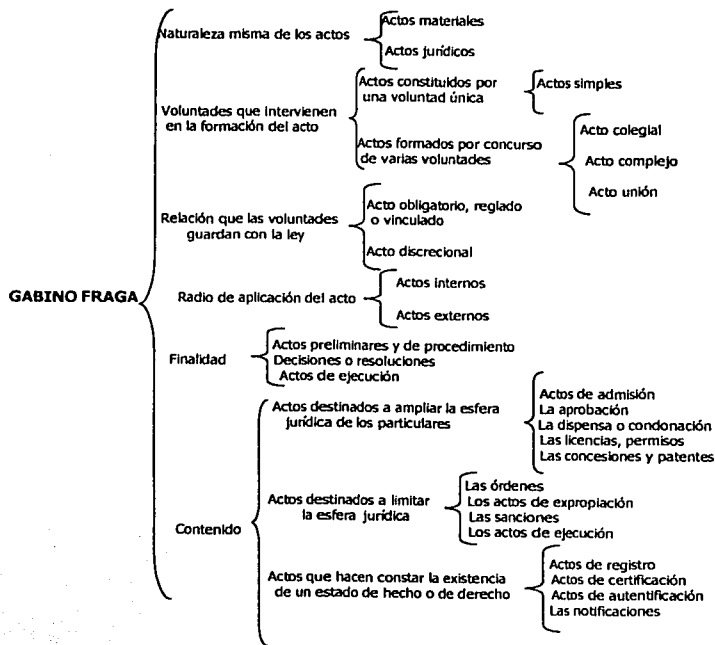 GABINO FRAGA
Naturaleza misma de los actos
Actos materiales
Actos jurídicos
Voluntades que intervienen
en la formación del acto
Actos constituidos por
una voluntad única
Actos simples
Actos formados por concurso
de varias voluntades
Acto colegial
Acto complejo
Acto unión
Relación que las voluntades
guardan con la ley
Acto obligatorio, reglado
o vinculado
Acto discrecional
Radio de aplicación del acto
Actos internos
Actos externos
Finalidad
Actos preliminares y de procedimiento
Decisiones o resoluciones
Actos de ejecución
Contenido
Actos destinados a ampliar la esfera
jurídica de los particulares
Actos de admisión
La aprobación
La dispensa o condonación
Las licencias, permisos
Las concesiones y patentes
Actos destinados a limitar
la esfera jurídica
Las órdenes
Los actos de expropiación
Las sanciones
Los actos de ejecución
Actos que hacen constar la existencia
de un estado de hecho o de derecho
Actos de registro
Actos de certificación
Actos de autentificación
Las notificaciones